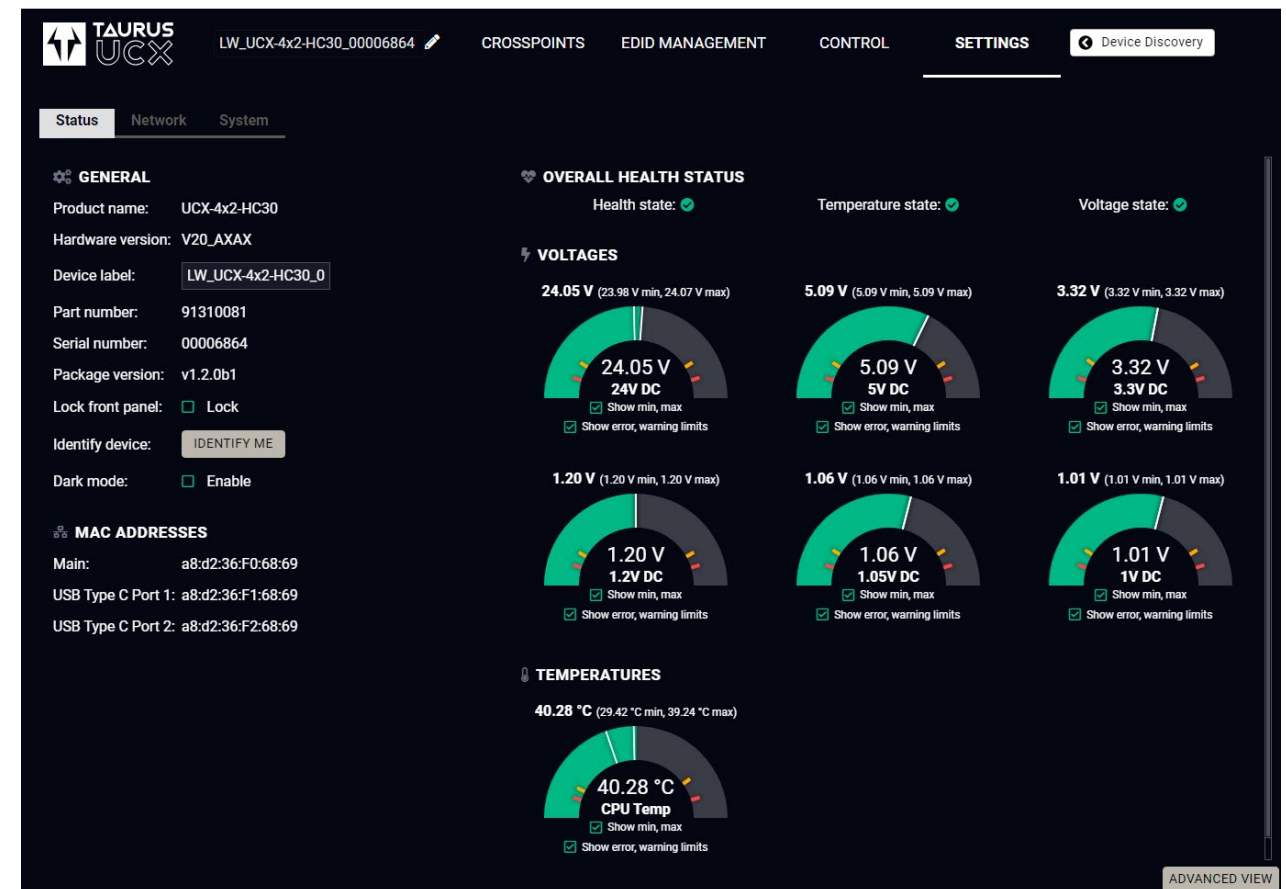 TAURUS
UCX
LW_UCX-4x2-HC30_00006864
CROSSPOINTS
EDID MANAGEMENT
CONTROL
SETTINGS
Device Discovery
Status
Network
System
GENERAL
Product name: UCX-4x2-HC30
Hardware version: V20_AXAX
Device label: LW_UCX-4x2-HC30_0
Part number: 91310081
Serial number: 00006864
Package version: v1.2.0b1
Lock front panel: Lock
Identify device: IDENTIFY ME
Dark mode: Enable
MAC ADDRESSES
Main: a8:d2:36:F0:68:69
USB Type C Port 1: a8:d2:36:F1:68:69
USB Type C Port 2: a8:d2:36:F2:68:69
OVERALL HEALTH STATUS
Health state:
Temperature state:
Voltage state:
VOLTAGES
24.05 V (23.98 V min, 24.07 V max)
24.05 V
24V DC
Show min, max
Show error, warning limits
5.09 V (5.09 V min, 5.09 V max)
5.09 V
5V DC
Show min, max
Show error, warning limits
3.32 V (3.32 V min, 3.32 V max)
3.32 V
3.3V DC
Show min, max
Show error, warning limits
1.20 V (1.20 V min, 1.20 V max)
1.20 V
1.2V DC
Show min, max
Show error, warning limits
1.06 V (1.06 V min, 1.06 V max)
1.06 V
1.05V DC
Show min, max
Show error, warning limits
1.01 V (1.01 V min, 1.01 V max)
1.01 V
1V DC
Show min, max
Show error, warning limits
TEMPERATURES
40.28 °C (29.42 °C min, 39.24 °C max)
40.28 °C
CPU Temp
Show min, max
Show error, warning limits
ADVANCED VIEW